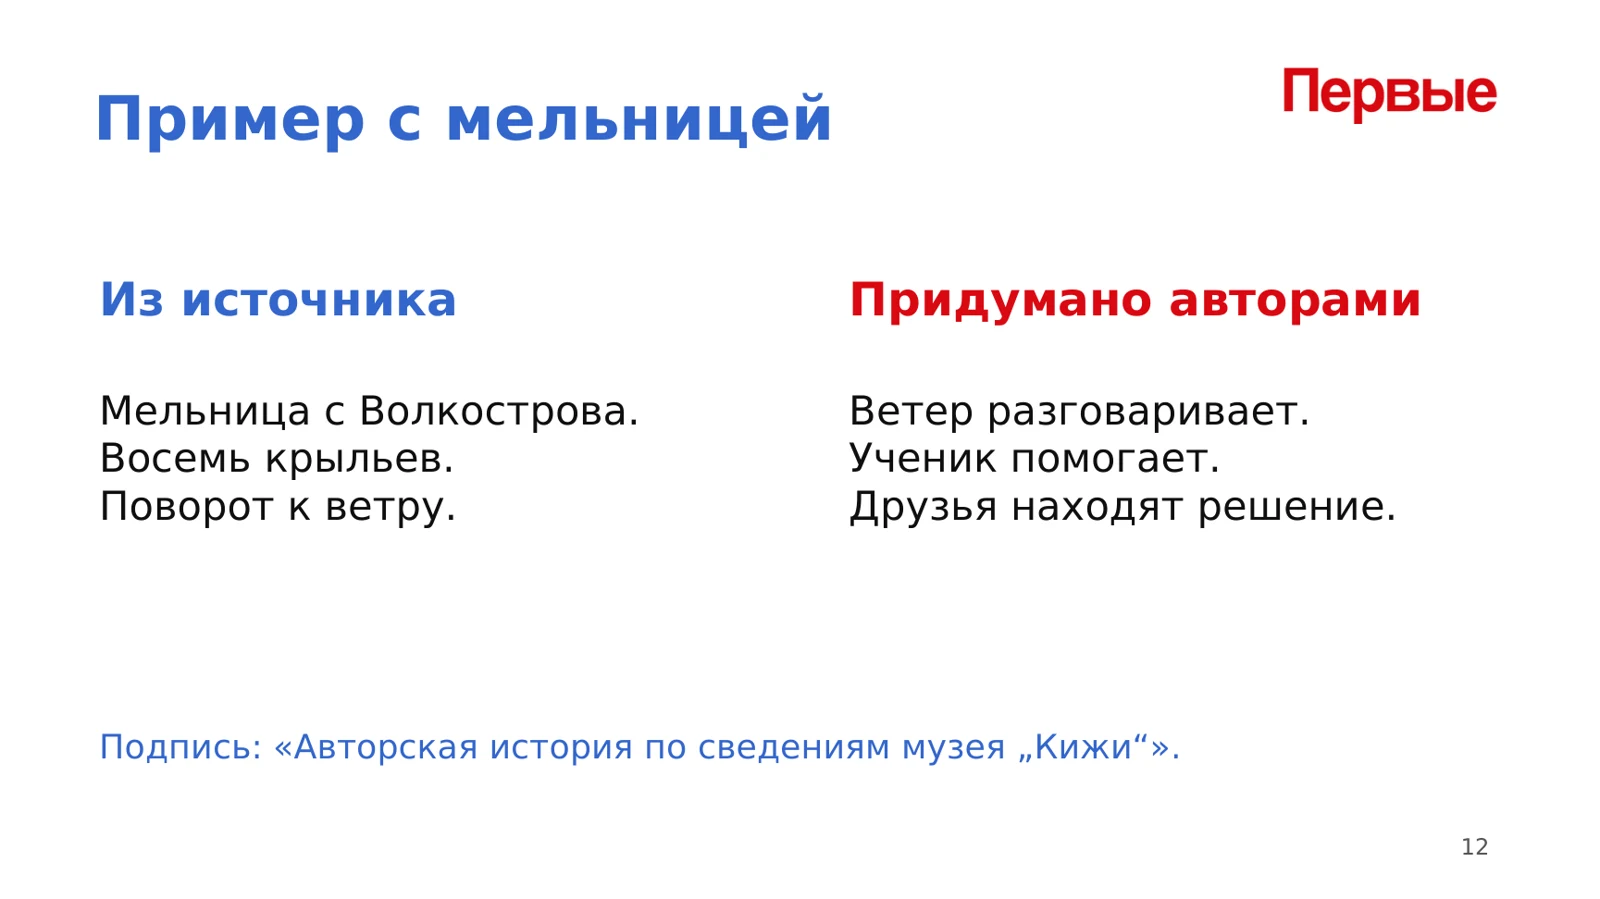 Первые
Пример с мельницей
Из источника
Мельница с Волкострова.
Восемь крыльев.
Поворот к ветру.
Придумано авторами
Ветер разговаривает.
Ученик помогает.
Друзья находят решение.
Подпись: «Авторская история по сведениям музея „Кижи“».
12